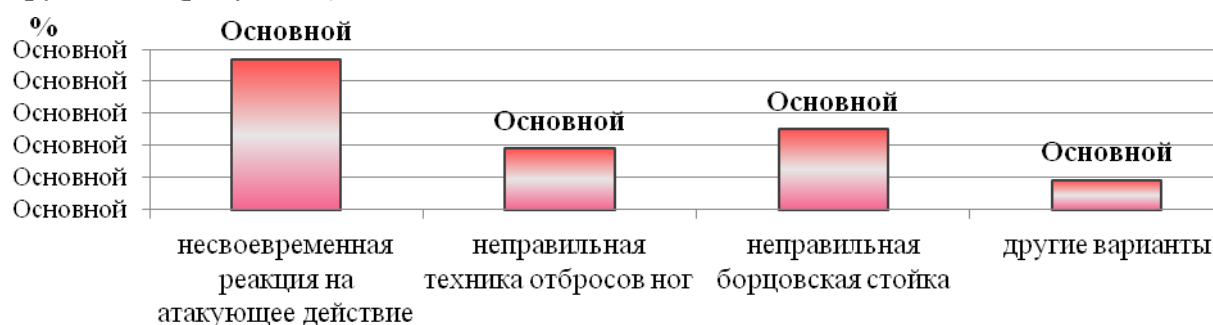 %
Основной
Основной
Основной
Основной
Основной
Основной
Основной
Основной
Основной
Основной
несвоевременная
реакция на
атакующее действие
неправильная
техника отбросов ног
неправильная
борцовская стойка
другие варианты